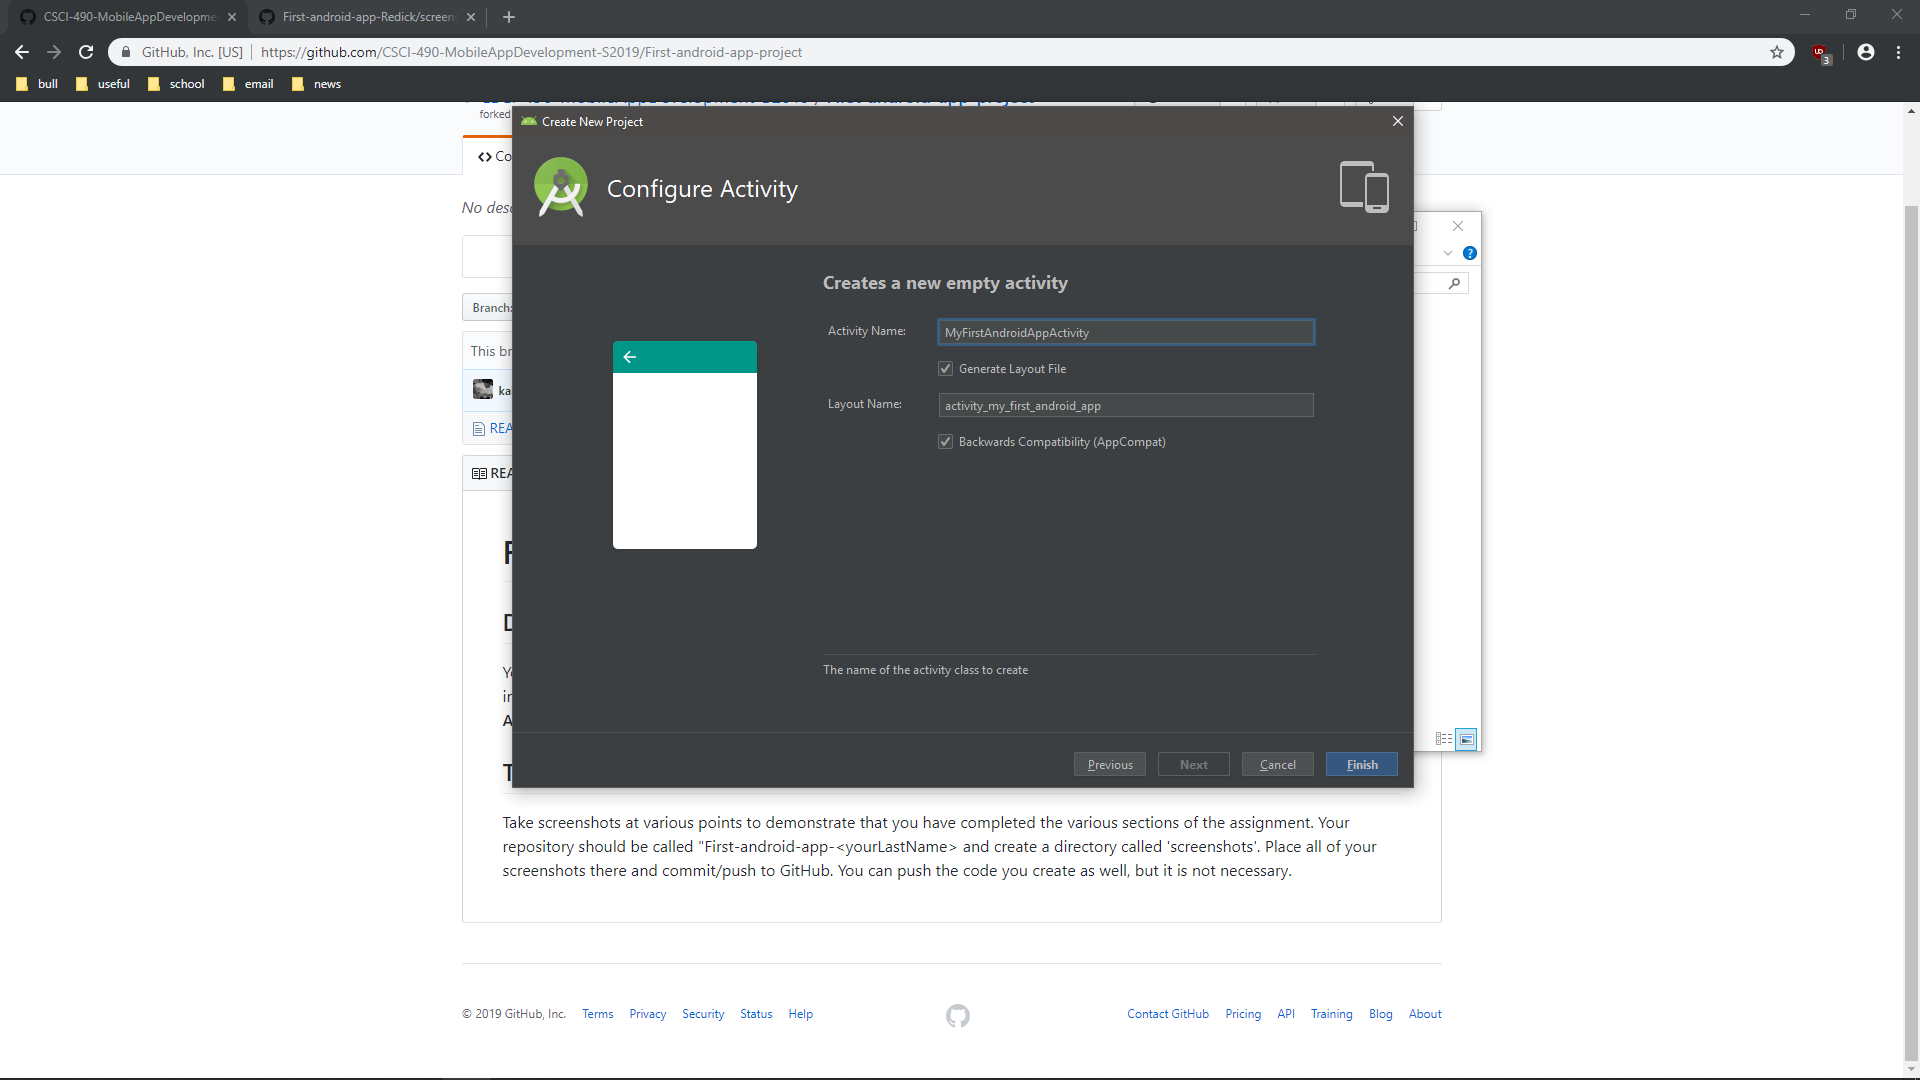 CSCI-490-MobileAppDevelopme
First-android-app-Redick/screens
GitHub, Inc. [US]
https://github.com/CSCI-490-MobileAppDevelopment-S2019/First-android-app-project
3
bull
useful
school
email
news
forked
Create New Project
Co
Configure Activity
No desc
Creates a new empty activity
Branch:
Activity Name:
MyFirstAndroidAppActivity
This br
Generate Layout File
ka
Layout Name:
activity_my_first_android_app
REA
Backwards Compatibility (AppCompat)
REA
The name of the activity class to create
in
Previous
Next
Cancel
Finish
Take screenshots at various points to demonstrate that you have completed the various sections of the assignment. Your
repository should be called "First-android-app-<yourLastName> and create a directory called 'screenshots'. Place all of your
screenshots there and commit/push to GitHub. You can push the code you create as well, but it is not necessary.
© 2019 GitHub, Inc.
Terms
Privacy
Security
Status
Help
Contact GitHub
Pricing
API
Training
Blog
About